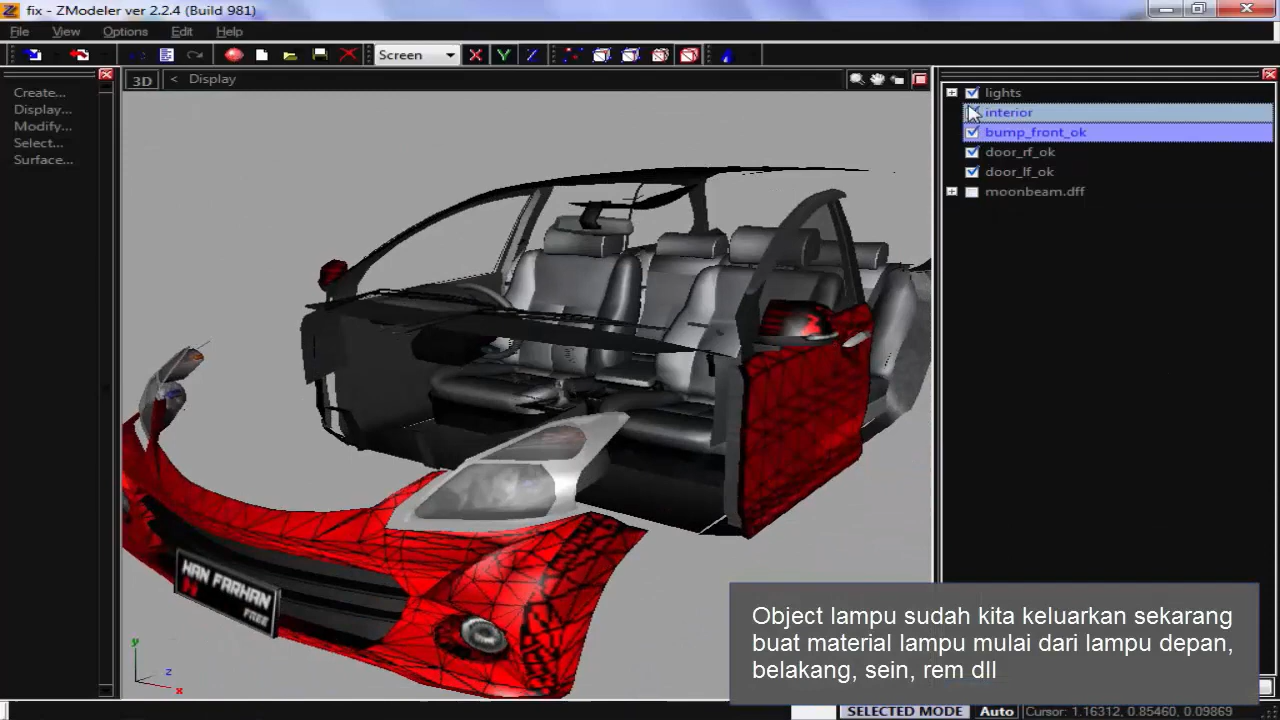 fix - ZModeler ver 2.2.4 (Build 981)
File View Options Edit Help
Screen X Y Z
3D < Display
Create...
Display...
Modify...
Select...
Surface...
lights
interior
bump_front_ok
door_rf_ok
door_lf_ok
moonbeam.dff
HAN FARHAN
FREE
y
z
x
Object lampu sudah kita keluarkan sekarang
buat material lampu mulai dari lampu depan,
belakang, sein, rem dll
SELECTED MODE Auto Cursor: 1.16312, 0.85460, 0.09869